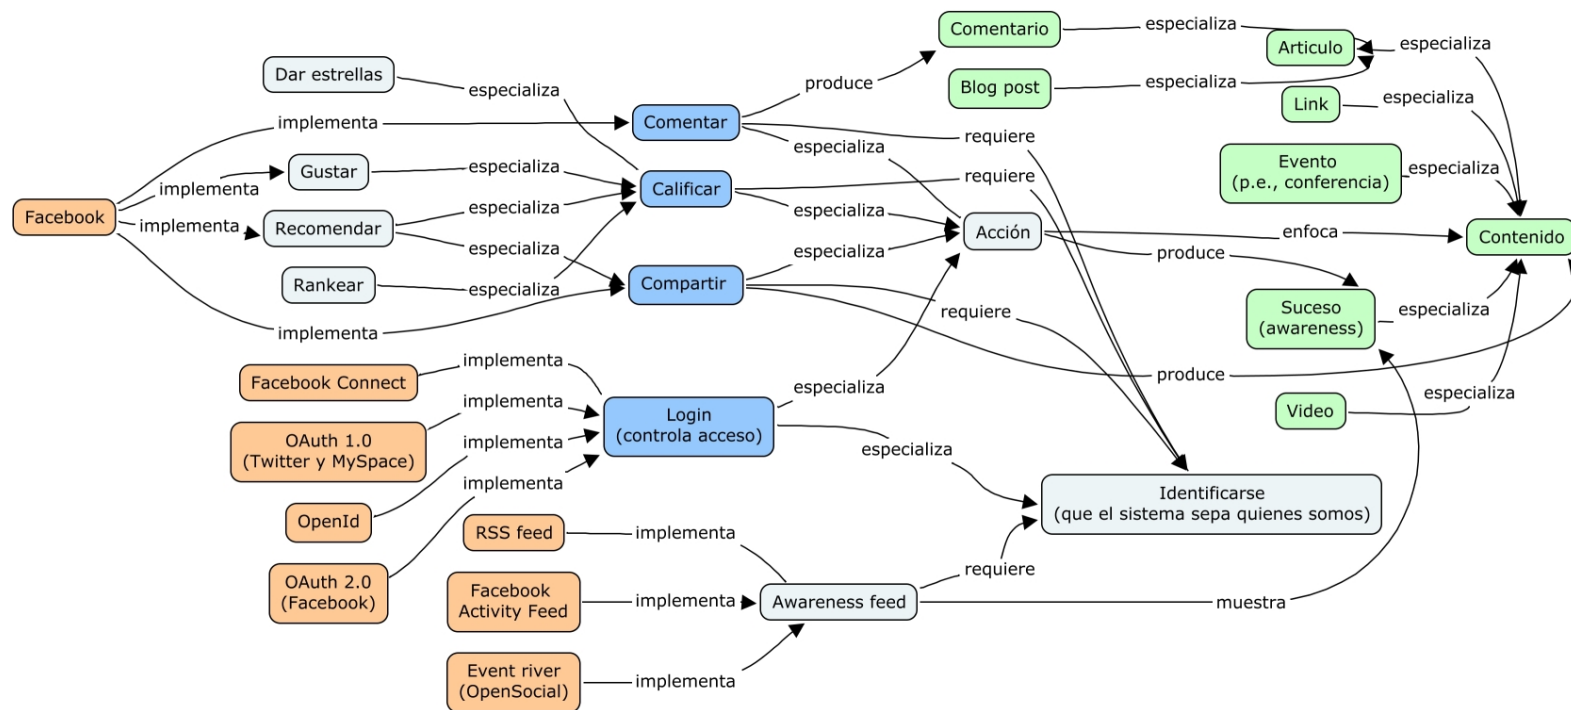 Comentario
especializa
Articulo
especializa
Dar estrellas
especializa
produce
Blog post
especializa
Link
especializa
implementa
Comentar
requiere
especializa
Evento
(p.e., conferencia)
especializa
Gustar
especializa
implementa
Calificar
requiere
Facebook
implementa
Recomendar
especializa
especializa
Acción
enfoca
Contenido
especializa
especializa
produce
Rankear
especializa
Compartir
requiere
Suceso
(awareness)
especializa
implementa
Facebook Connect
implementa
produce
implementa
especializa
Login
(controla acceso)
Video
especializa
OAuth 1.0
(Twitter y MySpace)
implementa
especializa
implementa
OpenId
Identificarse
(que el sistema sepa quienes somos)
RSS feed
implementa
OAuth 2.0
(Facebook)
requiere
Facebook
Activity Feed
implementa
Awareness feed
muestra
Event river
(OpenSocial)
implementa